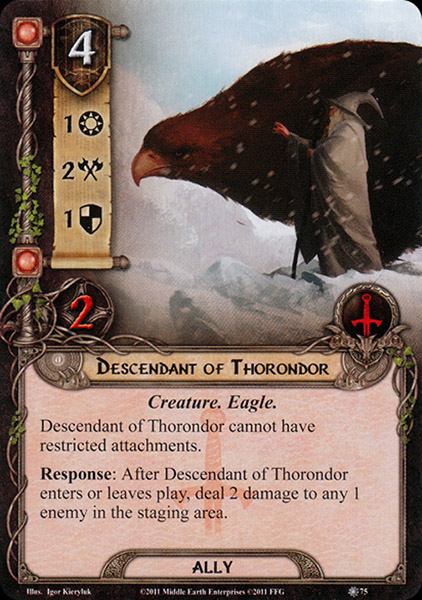 4
1
2
1
2
Descendant of Thorondor
Creature. Eagle.
Descendant of Thorondor cannot have
restricted attachments.
Response: After Descendant of Thorondor
enters or leaves play, deal 2 damage to any 1
enemy in the staging area.
ALLY
Illus. Igor Kieryluk ©2011 Middle Earth Enterprises ©2011 FFG 75